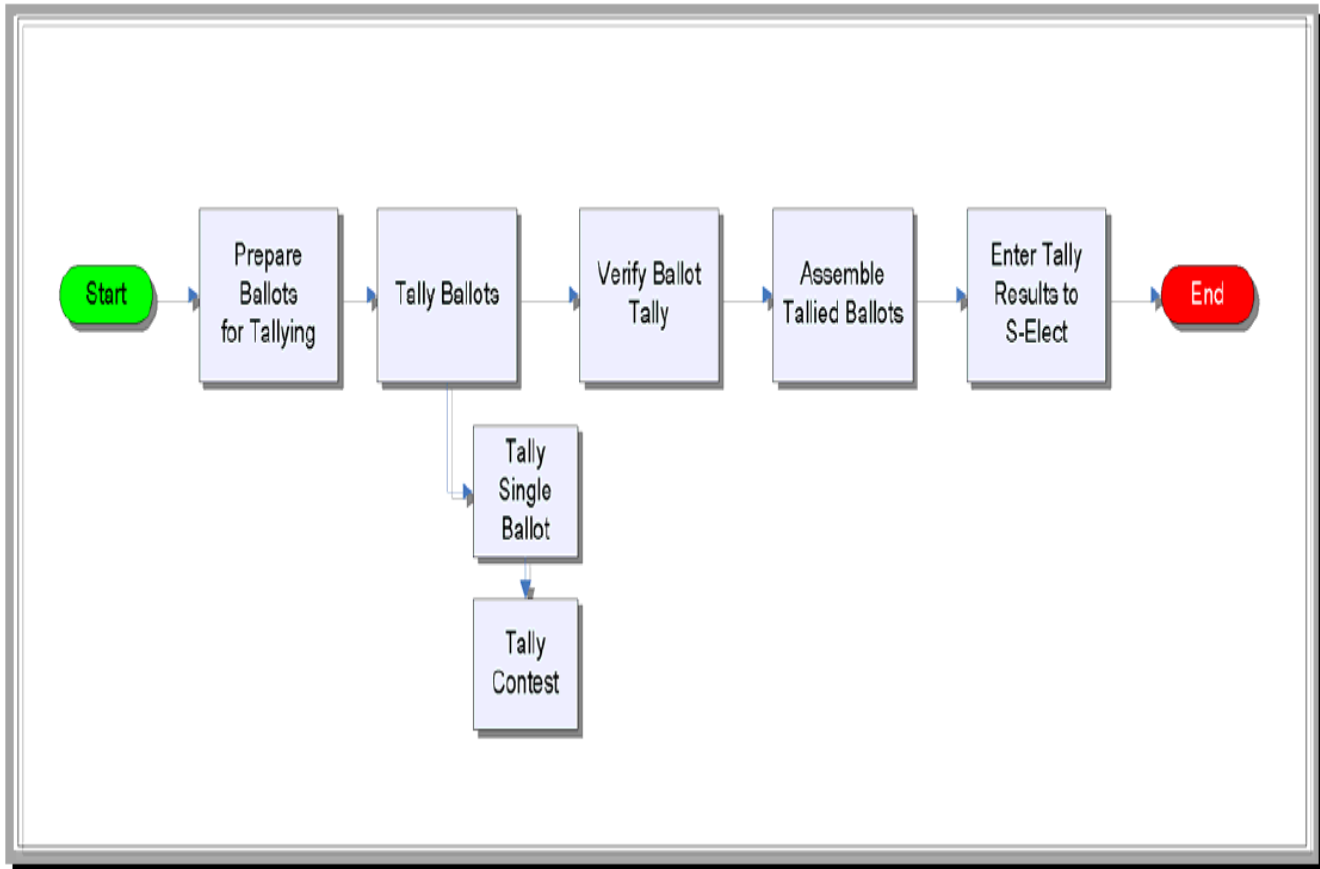 Start
Prepare
Ballots
for Tallying
Tally Ballots
Verify Ballot
Tally
Assemble
Tallied Ballots
Enter Tally
Results to
S-Elect
End
Tally
Single
Ballot
Tally
Contest